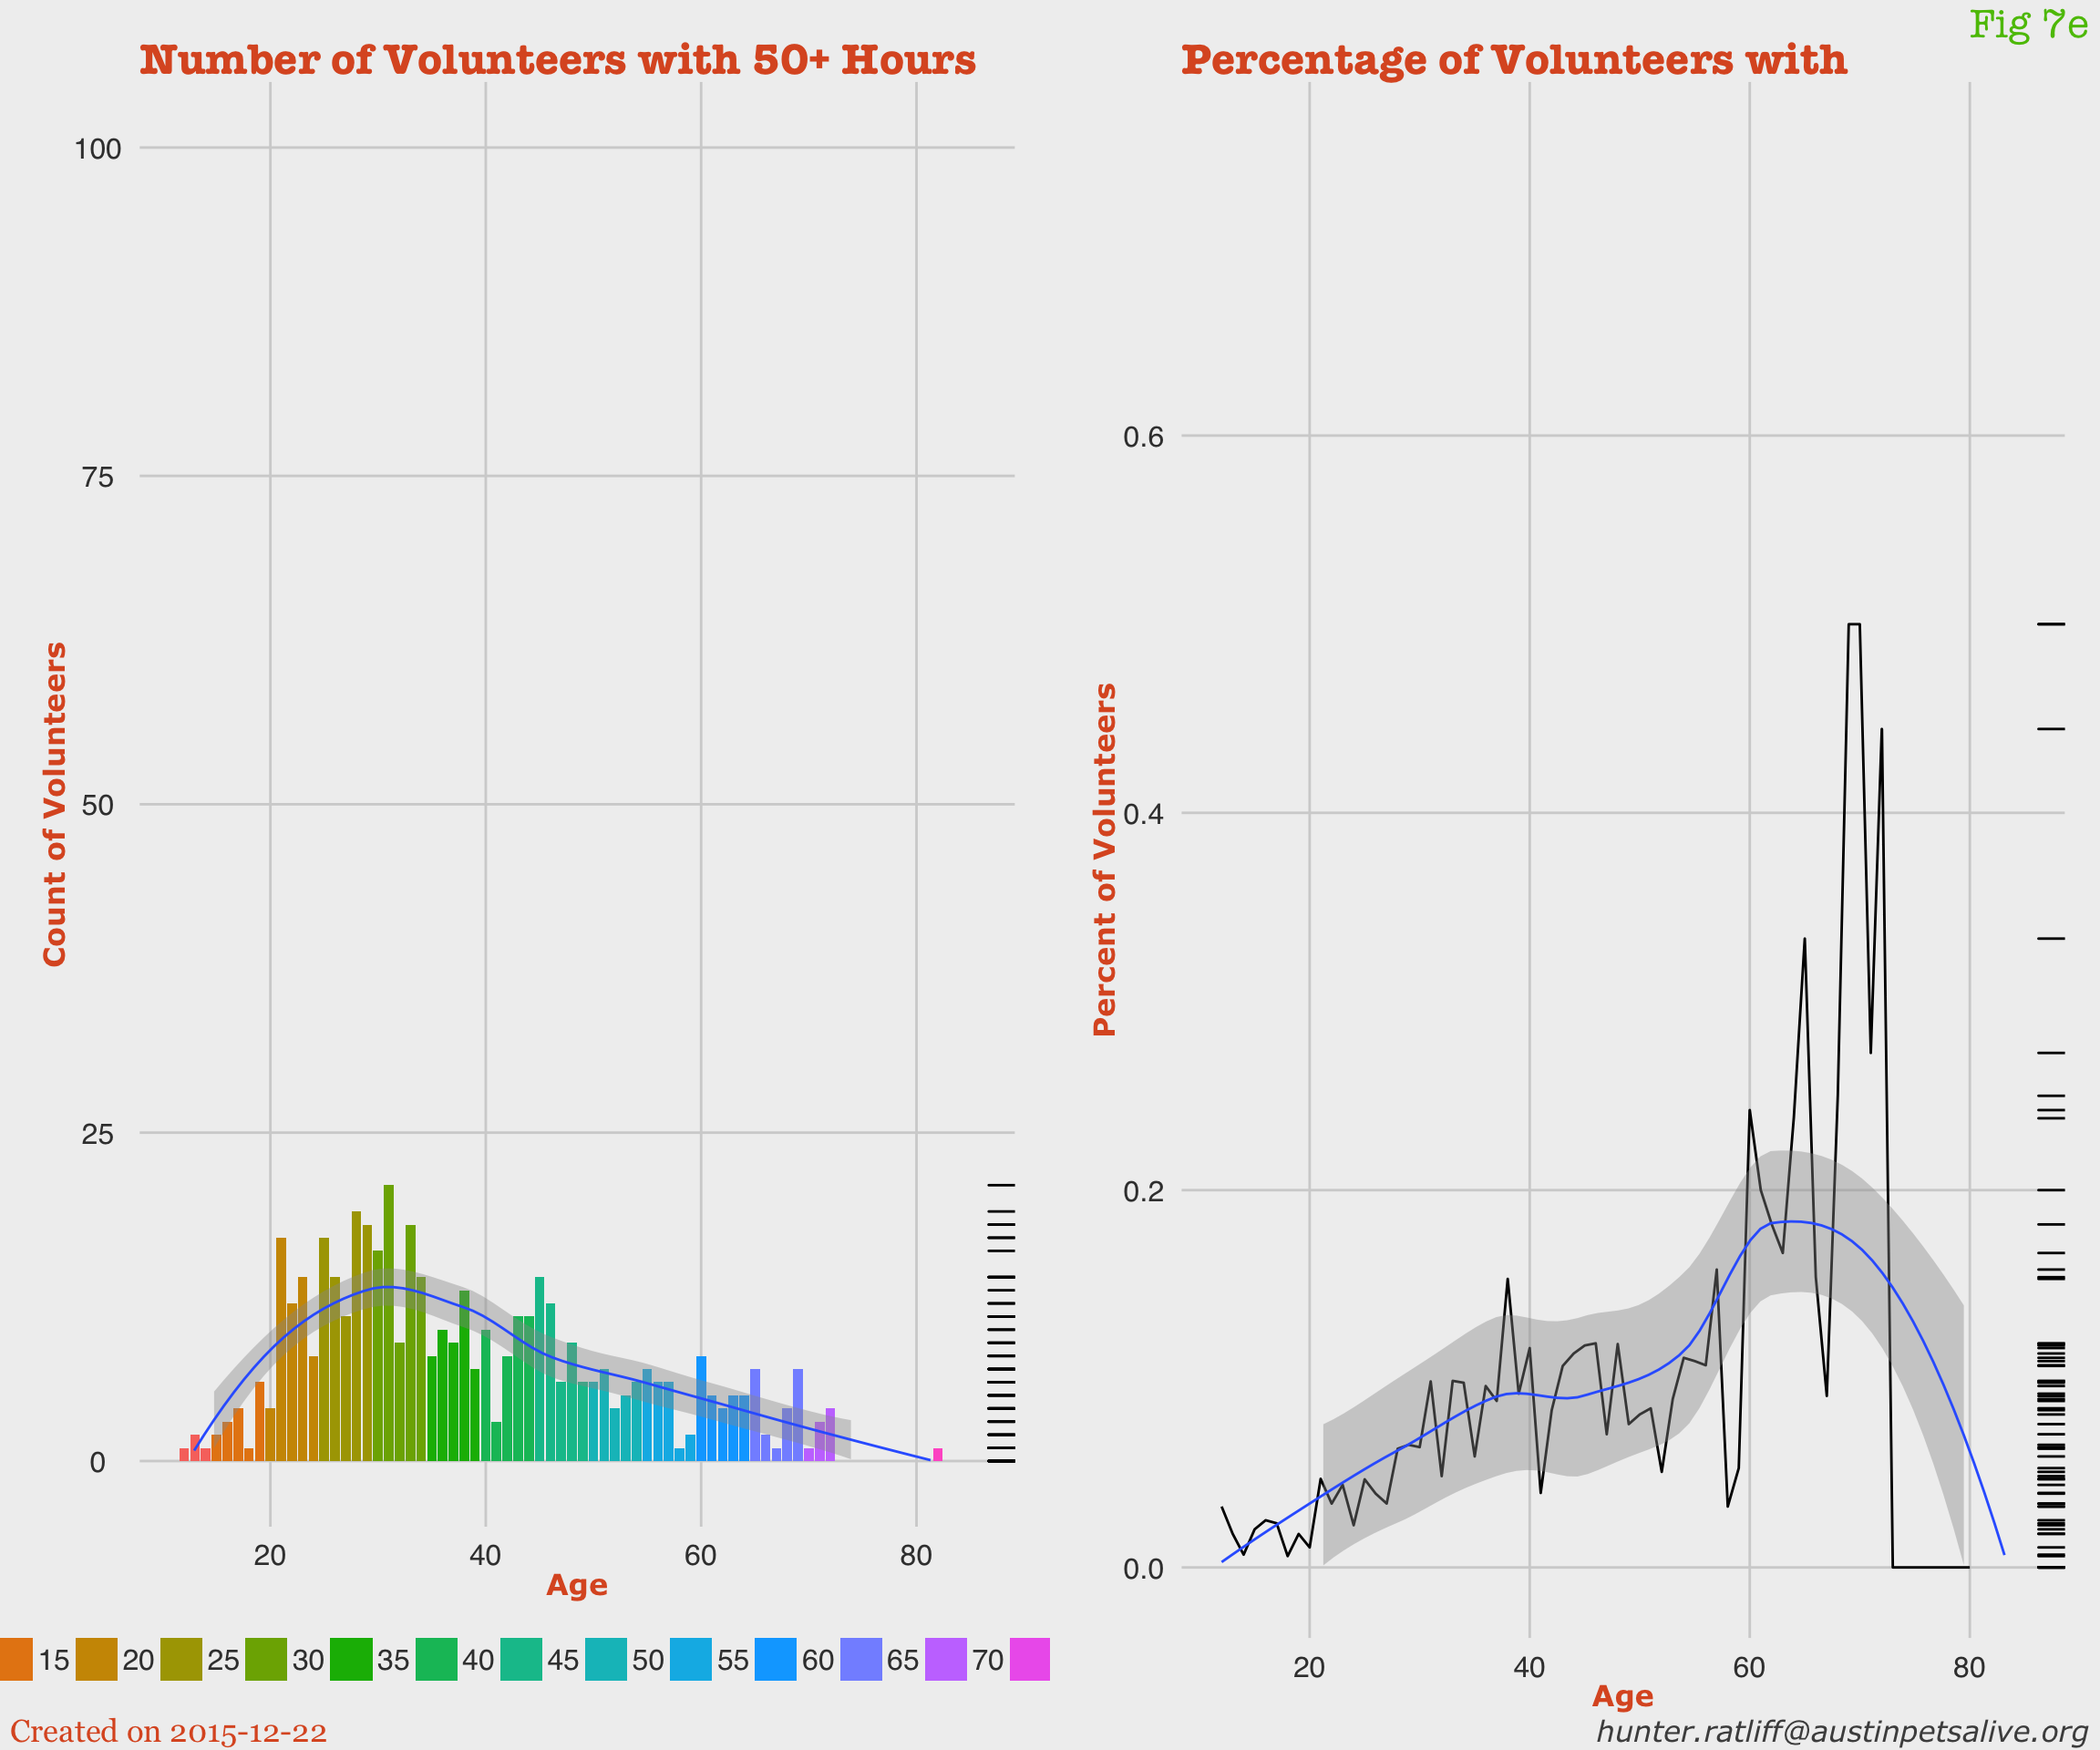 Fig 7e
Number of Volunteers with 50+ Hours
100
75
50
25
0
Count of Volunteers
20 40 60 80
Age
15 20 25 30 35 40 45 50 55 60 65 70
Created on 2015-12-22
Percentage of Volunteers with
0.6
0.4
0.2
0.0
Percent of Volunteers
20 40 60 80
Age
hunter.ratliff@austinpetsalive.org